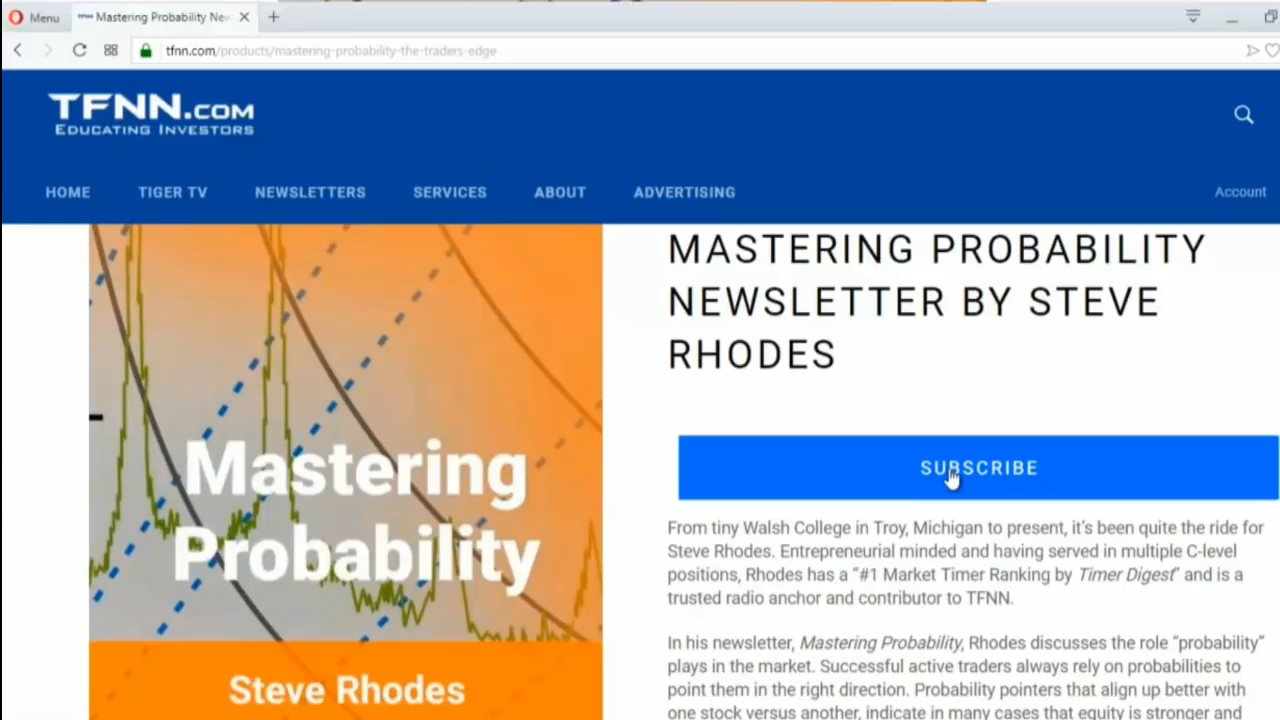 Menu
Mastering Probability New
tfnn.com/products/mastering-probability-the-traders-edge
TFNN.COM
EDUCATING INVESTORS
HOME
TIGER TV
NEWSLETTERS
SERVICES
ABOUT
ADVERTISING
Account
Mastering
Probability
Steve Rhodes
MASTERING PROBABILITY
NEWSLETTER BY STEVE
RHODES
SUBSCRIBE
From tiny Walsh College in Troy, Michigan to present, it's been quite the ride for
Steve Rhodes. Entrepreneurial minded and having served in multiple C-level
positions, Rhodes has a “#1 Market Timer Ranking by Timer Digest” and is a
trusted radio anchor and contributor to TFNN.
In his newsletter, Mastering Probability, Rhodes discusses the role “probability”
plays in the market. Successful active traders always rely on probabilities to
point them in the right direction. Probability pointers that align up better with
one stock versus another, indicate in many cases that equity is stronger and